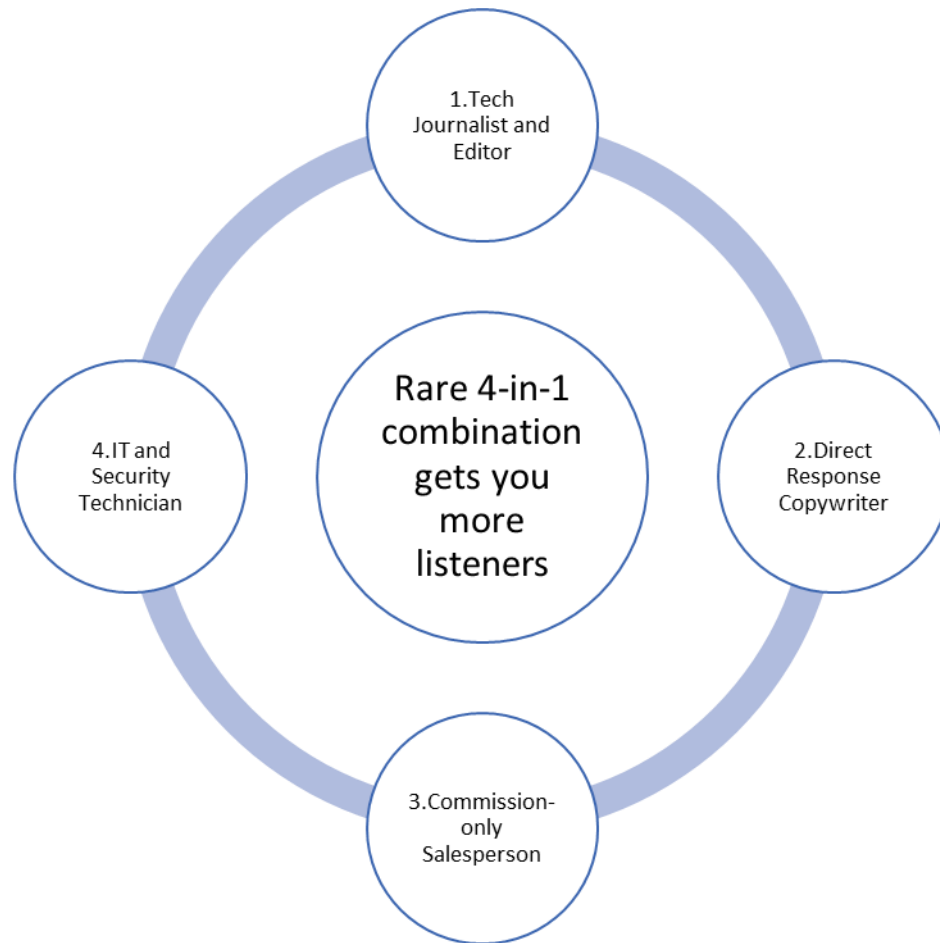 1.Tech
Journalist and
Editor
Rare 4-in-1
combination
gets you
more
listeners
4.IT and
Security
Technician
2.Direct
Response
Copywriter
3.Commission-
only
Salesperson